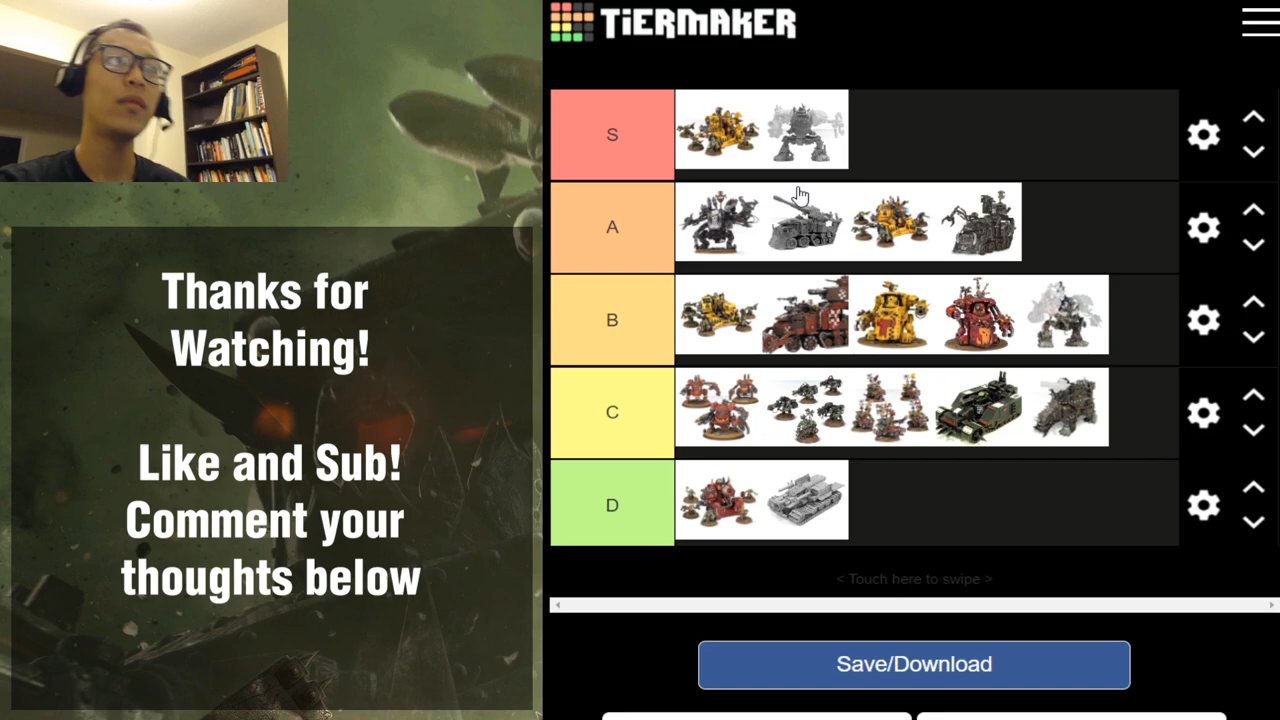 TiERMAKER
Thanks for
Watching!
Like and Sub!
Comment your
thoughts below
S
A
B
C
D
< Touch here to swipe >
Save/Download